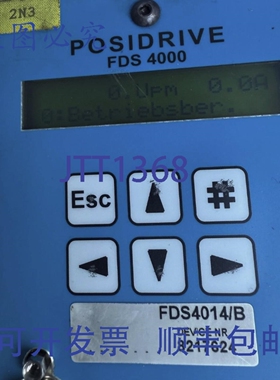 2N3
必究
POSIDRIVE
FDS 4000
0.Upm 0.0A
0:Betriebsber.
JTT1368
Esc
#
FDS4014/B
DEVICE NR
可开发票 . 顺丰包邮